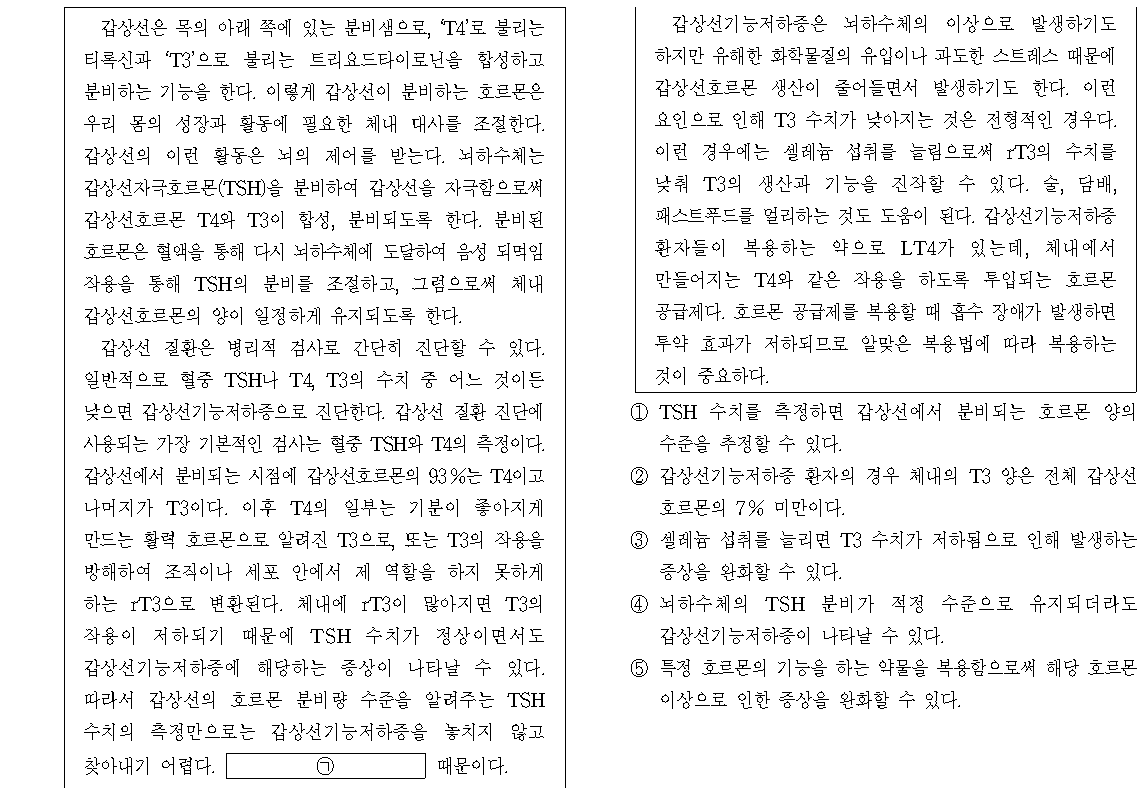 갑상선은 목의 아래 쪽에 있는 분비샘으로, ‘T4’로 불리는
티록신과 ‘T3’으로 불리는 트리요드타이로닌을 합성하고
분비하는 기능을 한다. 이렇게 갑상선이 분비하는 호르몬은
우리 몸의 성장과 활동에 필요한 체내 대사를 조절한다.
갑상선의 이런 활동은 뇌의 제어를 받는다. 뇌하수체는
갑상선자극호르몬(TSH)을 분비하여 갑상선을 자극함으로써
갑상선호르몬 T4와 T3이 합성, 분비되도록 한다. 분비된
호르몬은 혈액을 통해 다시 뇌하수체에 도달하여 음성 되먹임
작용을 통해 TSH의 분비를 조절하고, 그럼으로써 체내
갑상선호르몬의 양이 일정하게 유지되도록 한다.
갑상선 질환은 병리적 검사로 간단히 진단할 수 있다.
일반적으로 혈중 TSH나 T4, T3의 수치 중 어느 것이든
낮으면 갑상선기능저하증으로 진단한다. 갑상선 질환 진단에
사용되는 가장 기본적인 검사는 혈중 TSH와 T4의 측정이다.
갑상선에서 분비되는 시점에 갑상선호르몬의 93%는 T4이고
나머지가 T3이다. 이후 T4의 일부는 기분이 좋아지게
만드는 활력 호르몬으로 알려진 T3으로, 또는 T3의 작용을
방해하여 조직이나 세포 안에서 제 역할을 하지 못하게
하는 rT3으로 변환된다. 체내에 rT3이 많아지면 T3의
작용이 저하되기 때문에 TSH 수치가 정상이면서도
갑상선기능저하증에 해당하는 증상이 나타날 수 있다.
따라서 갑상선의 호르몬 분비량 수준을 알려주는 TSH
수치의 측정만으로는 갑상선기능저하증을 놓치지 않고
찾아내기 어렵다. ㉠ 때문이다.
갑상선기능저하증은 뇌하수체의 이상으로 발생하기도
하지만 유해한 화학물질의 유입이나 과도한 스트레스 때문에
갑상선호르몬 생산이 줄어들면서 발생하기도 한다. 이런
요인으로 인해 T3 수치가 낮아지는 것은 전형적인 경우다.
이런 경우에는 셀레늄 섭취를 늘림으로써 rT3의 수치를
낮춰 T3의 생산과 기능을 진작할 수 있다. 술, 담배,
패스트푸드를 멀리하는 것도 도움이 된다. 갑상선기능저하증
환자들이 복용하는 약으로 LT4가 있는데, 체내에서
만들어지는 T4와 같은 작용을 하도록 투입되는 호르몬
공급제다. 호르몬 공급제를 복용할 때 흡수 장애가 발생하면
투약 효과가 저하되므로 알맞은 복용법에 따라 복용하는
것이 중요하다.
① TSH 수치를 측정하면 갑상선에서 분비되는 호르몬 양의
수준을 추정할 수 있다.
② 갑상선기능저하증 환자의 경우 체내의 T3 양은 전체 갑상선
호르몬의 7% 미만이다.
③ 셀레늄 섭취를 늘리면 T3 수치가 저하됨으로 인해 발생하는
증상을 완화할 수 있다.
④ 뇌하수체의 TSH 분비가 적정 수준으로 유지되더라도
갑상선기능저하증이 나타날 수 있다.
⑤ 특정 호르몬의 기능을 하는 약물을 복용함으로써 해당 호르몬
이상으로 인한 증상을 완화할 수 있다.